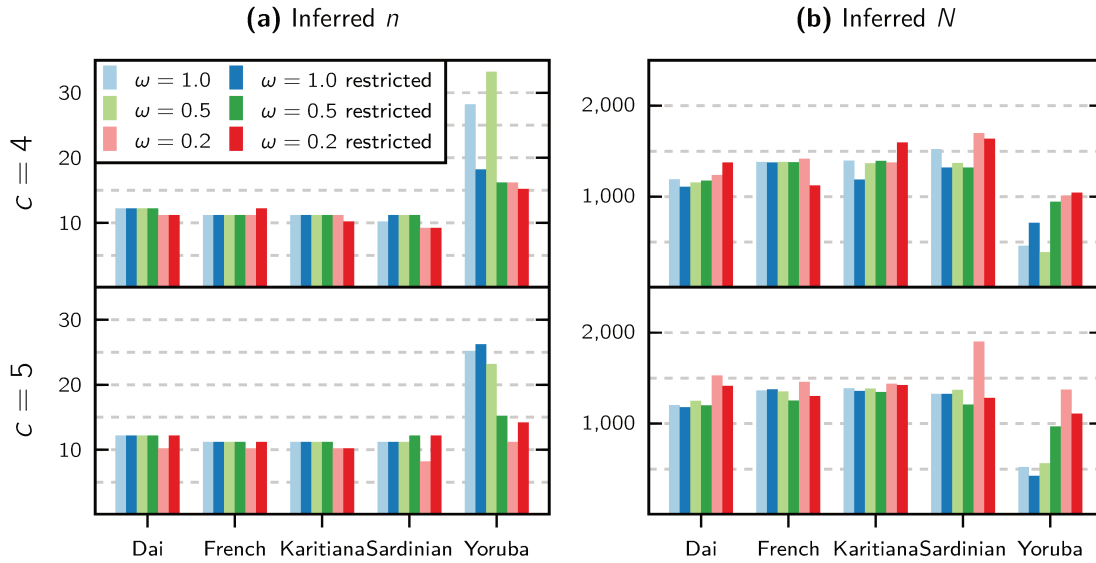 (a) Inferred n
(b) Inferred N
c = 4
30
20
10
ω = 1.0
ω = 1.0 restricted
ω = 0.5
ω = 0.5 restricted
ω = 0.2
ω = 0.2 restricted
2,000
1,000
c = 5
30
20
10
2,000
1,000
Dai French Karitiana Sardinian Yoruba
Dai French Karitiana Sardinian Yoruba